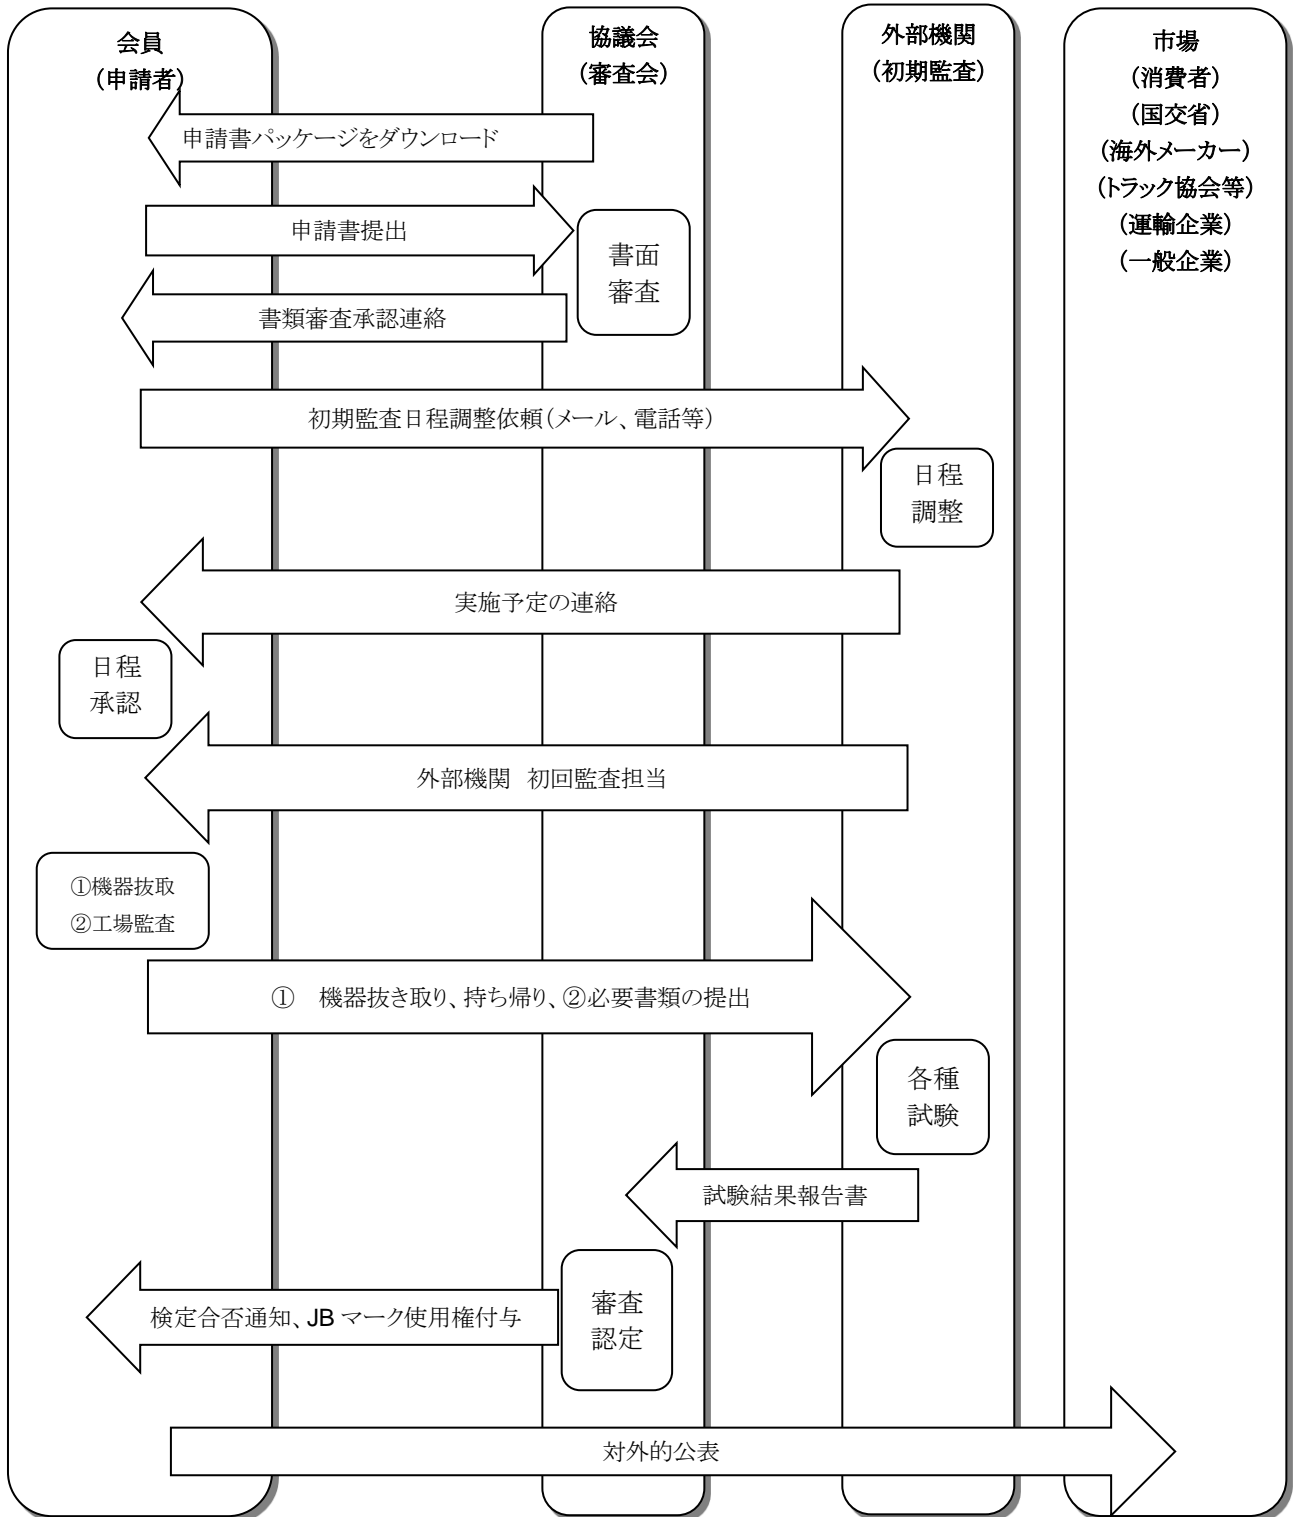 会員
（申請者）
協議会
（審査会）
外部機関
（初期監査）
市場
（消費者）
（国交省）
（海外メーカー）
（トラック協会等）
（運輸企業）
（一般企業）
申請書パッケージをダウンロード
申請書提出
書面
審査
書類審査承認連絡
初期監査日程調整依頼（メール、電話等）
日程
調整
実施予定の連絡
日程
承認
外部機関　初回監査担当
①機器抜取
②工場監査
①　機器抜き取り、持ち帰り、②必要書類の提出
各種
試験
試験結果報告書
審査
認定
検定合否通知、JB マーク使用権付与
対外的公表